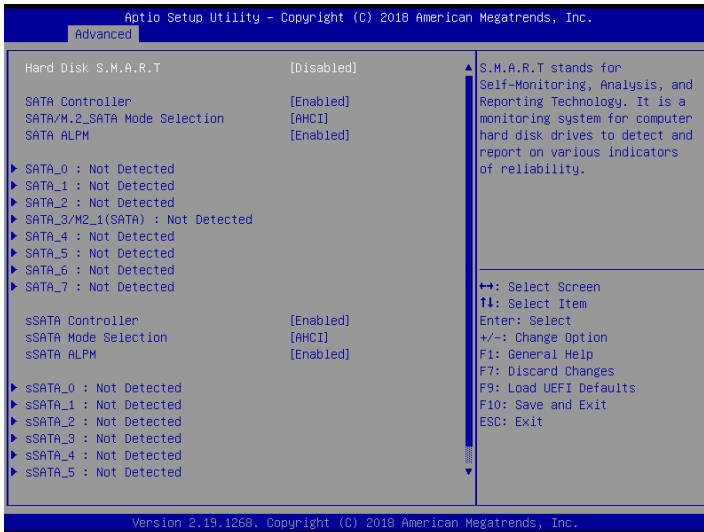 Aptio Setup Utility – Copyright (C) 2018 American Megatrends, Inc.
Advanced
Hard Disk S.M.A.R.T [Disabled]
SATA Controller [Enabled]
SATA/M.2_SATA Mode Selection [AHCI]
SATA ALPM [Enabled]
SATA_0 : Not Detected
SATA_1 : Not Detected
SATA_2 : Not Detected
SATA_3/M2_1(SATA) : Not Detected
SATA_4 : Not Detected
SATA_5 : Not Detected
SATA_6 : Not Detected
SATA_7 : Not Detected
sSATA Controller [Enabled]
sSATA Mode Selection [AHCI]
sSATA ALPM [Enabled]
sSATA_0 : Not Detected
sSATA_1 : Not Detected
sSATA_2 : Not Detected
sSATA_3 : Not Detected
sSATA_4 : Not Detected
sSATA_5 : Not Detected
S.M.A.R.T stands for
Self-Monitoring, Analysis, and
Reporting Technology. It is a
monitoring system for computer
hard disk drives to detect and
report on various indicators
of reliability.
↔: Select Screen
↑↓: Select Item
Enter: Select
+/-: Change Option
F1: General Help
F7: Discard Changes
F9: Load UEFI Defaults
F10: Save and Exit
ESC: Exit
Version 2.19.1268. Copyright (C) 2018 American Megatrends, Inc.